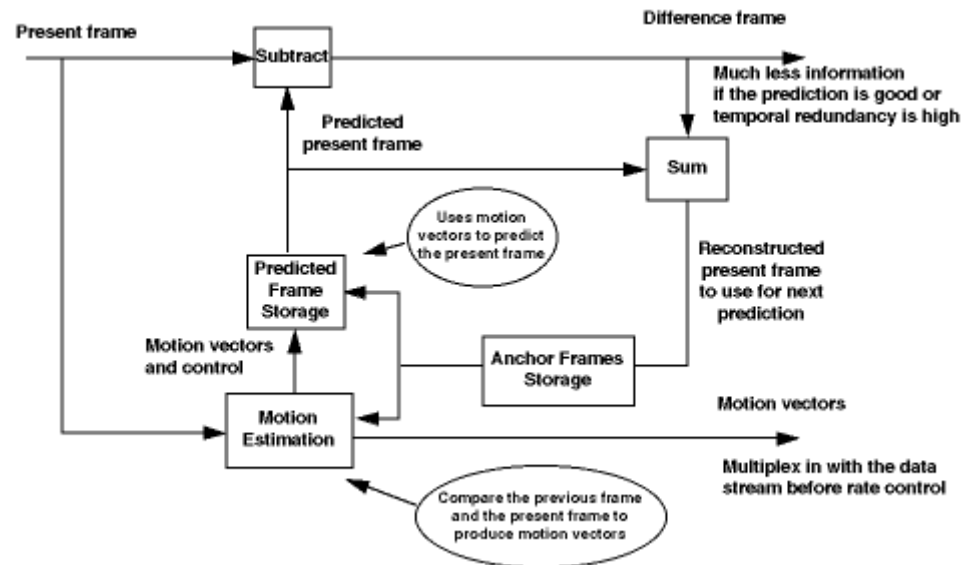 Present frame
Difference frame
Subtract
Much less information
if the prediction is good or
temporal redundancy is high
Predicted
present frame
Sum
Uses motion
vectors to predict
the present frame
Reconstructed
present frame
to use for next
prediction
Predicted
Frame
Storage
Motion vectors
and control
Anchor Frames
Storage
Motion
Estimation
Motion vectors
Multiplex in with the data
stream before rate control
Compare the previous frame
and the present frame to
produce motion vectors